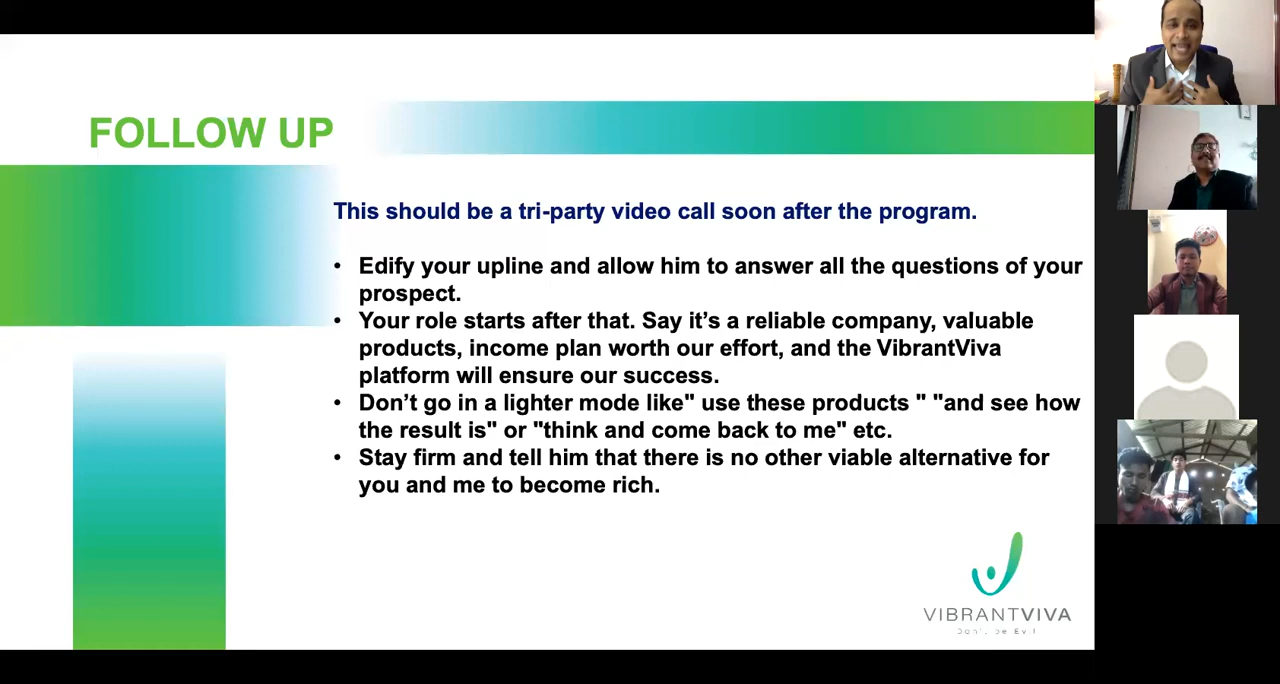 FOLLOW UP
This should be a tri-party video call soon after the program.
• Edify your upline and allow him to answer all the questions of your
prospect.
• Your role starts after that. Say it’s a reliable company, valuable
products, income plan worth our effort, and the VibrantViva
platform will ensure our success.
• Don’t go in a lighter mode like" use these products " "and see how
the result is" or "think and come back to me" etc.
• Stay firm and tell him that there is no other viable alternative for
you and me to become rich.
VIBRANTVIVA
Don't be Evil